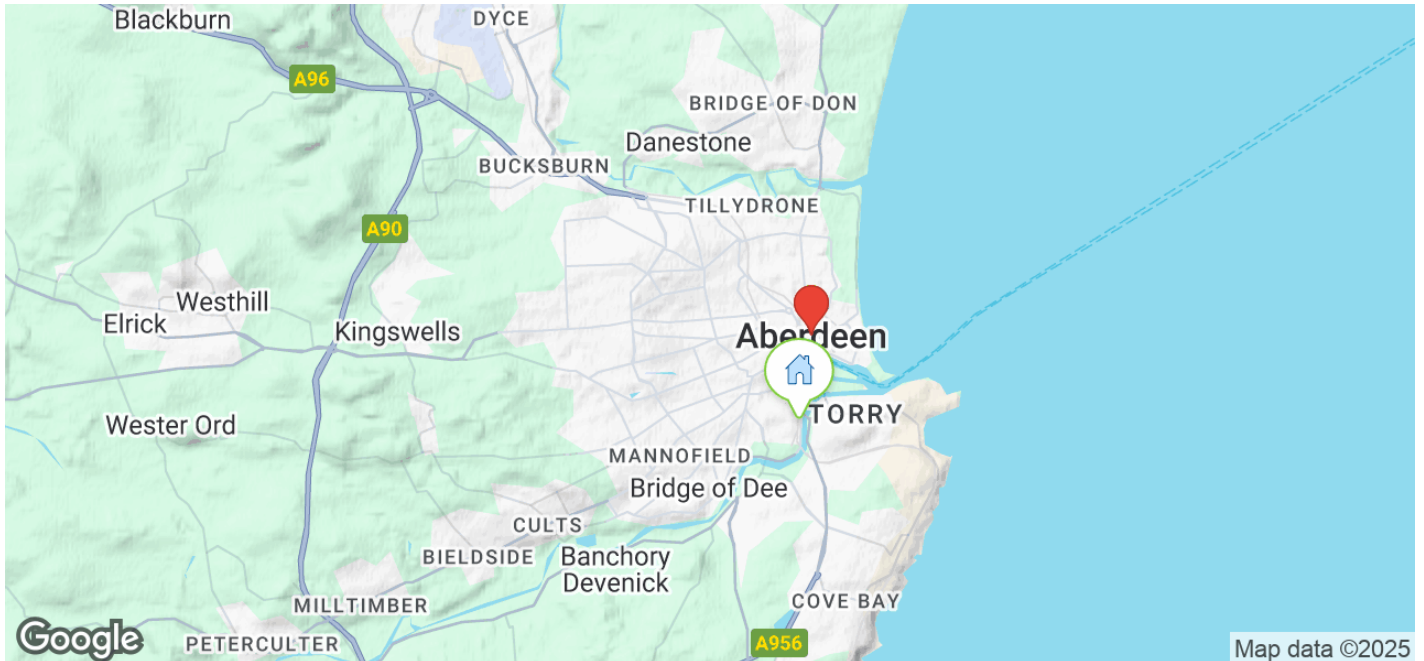 Blackburn
DYCE
A96
BRIDGE OF DON
Danestone
BUCKSBURN
TILLYDRONE
A90
Westhill
Elrick
Kingswells
Aberdeen
Wester Ord
TORRY
MANNOFIELD
Bridge of Dee
CULTS
BIELDSIDE
Banchory
Devenick
MILLTIMBER
COVE BAY
PETERCULTER
A956
Google
Map data ©2025